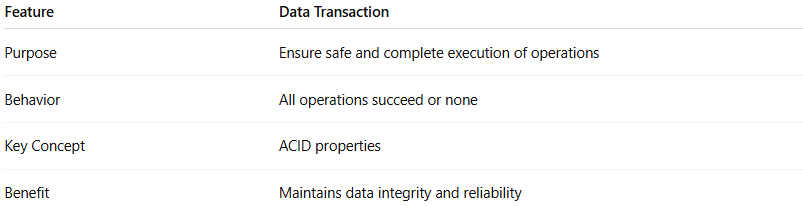 Feature Data Transaction
Purpose Ensure safe and complete execution of operations
Behavior All operations succeed or none
Key Concept ACID properties
Benefit Maintains data integrity and reliability